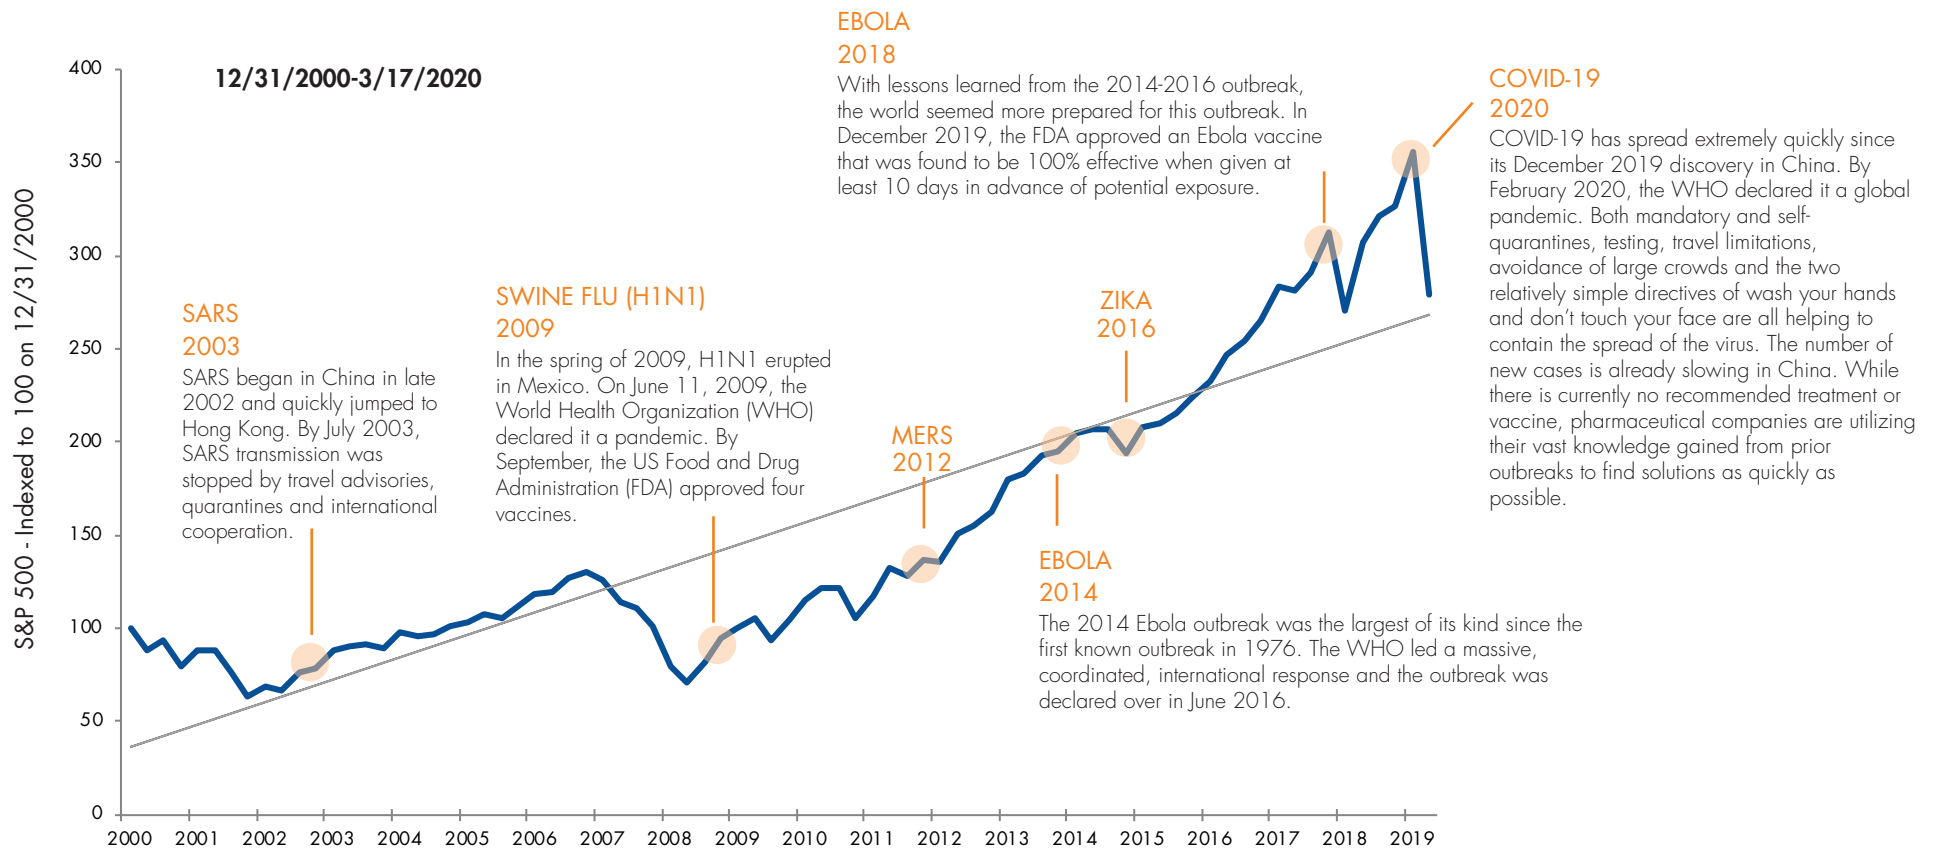 12/31/2000-3/17/2020
S&P 500 - Indexed to 100 on 12/31/2000
400
350
300
250
200
150
100
50
0
SARS
2003
SARS began in China in late
2002 and quickly jumped to
Hong Kong. By July 2003,
SARS transmission was
stopped by travel advisories,
quarantines and international
cooperation.
SWINE FLU (H1N1)
2009
In the spring of 2009, H1N1 erupted
in Mexico. On June 11, 2009, the
World Health Organization (WHO)
declared it a pandemic. By
September, the US Food and Drug
Administration (FDA) approved four
vaccines.
MERS
2012
EBOLA
2014
The 2014 Ebola outbreak was the largest of its kind since the
first known outbreak in 1976. The WHO led a massive,
coordinated, international response and the outbreak was
declared over in June 2016.
ZIKA
2016
EBOLA
2018
With lessons learned from the 2014-2016 outbreak,
the world seemed more prepared for this outbreak. In
December 2019, the FDA approved an Ebola vaccine
that was found to be 100% effective when given at
least 10 days in advance of potential exposure.
COVID-19
2020
COVID-19 has spread extremely quickly since
its December 2019 discovery in China. By
February 2020, the WHO declared it a global
pandemic. Both mandatory and self-
quarantines, testing, travel limitations,
avoidance of large crowds and the two
relatively simple directives of wash your hands
and don't touch your face are all helping to
contain the spread of the virus. The number of
new cases is already slowing in China. While
there is currently no recommended treatment or
vaccine, pharmaceutical companies are utilizing
their vast knowledge gained from prior
outbreaks to find solutions as quickly as
possible.
2000 2001 2002 2003 2004 2005 2006 2007 2008 2009 2010 2011 2012 2013 2014 2015 2016 2017 2018 2019